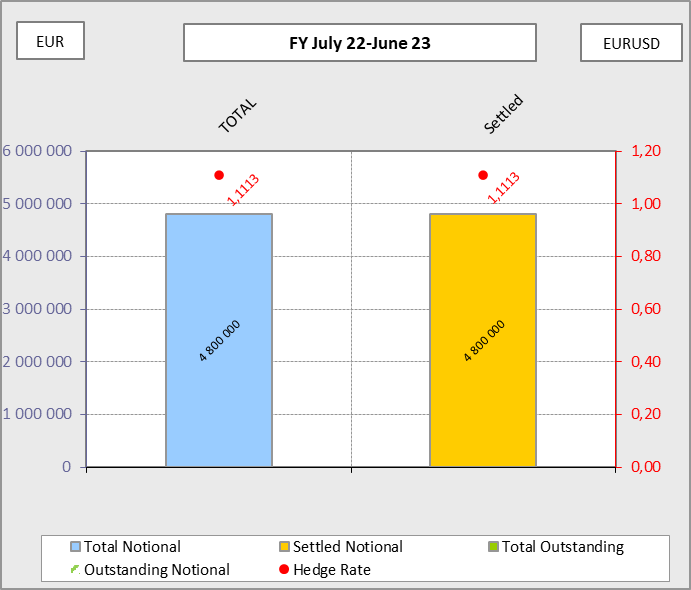 EUR
FY July 22-June 23
EURUSD
TOTAL
Settled
6 000 000
5 000 000
4 000 000
3 000 000
2 000 000
1 000 000
0
1,1113
1,1113
4 800 000
4 800 000
1,20
1,00
0,80
0,60
0,40
0,20
0,00
Total Notional
Settled Notional
Total Outstanding
Outstanding Notional
Hedge Rate